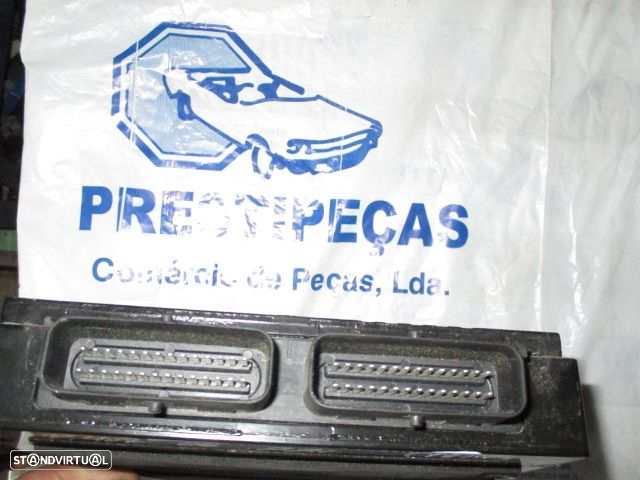 PRESTIPEÇAS
Comércio de Peças, Lda.
STANDVIRTUAL